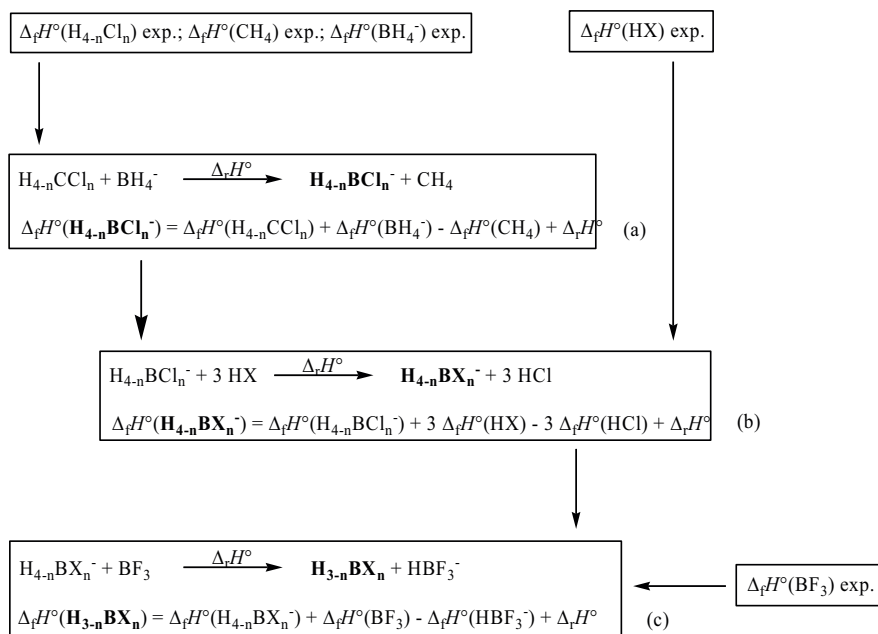 ΔfH°(H4-nCln) exp.; ΔfH°(CH4) exp.; ΔfH°(BH4-) exp.
ΔfH°(HX) exp.
H4-nCCln + BH4- ΔrH° H4-nBCln- + CH4
ΔfH°(H4-nBCln-) = ΔfH°(H4-nCCln) + ΔfH°(BH4-) - ΔfH°(CH4) + ΔrH°
(a)
H4-nBCln- + 3 HX ΔrH° H4-nBXn- + 3 HCl
ΔfH°(H4-nBXn-) = ΔfH°(H4-nBCln-) + 3 ΔfH°(HX) - 3 ΔfH°(HCl) + ΔrH°
(b)
H4-nBXn- + BF3 ΔrH° H3-nBXn + HBF3-
ΔfH°(H3-nBXn) = ΔfH°(H4-nBXn-) + ΔfH°(BF3) - ΔfH°(HBF3-) + ΔrH°
(c)
ΔfH°(BF3) exp.